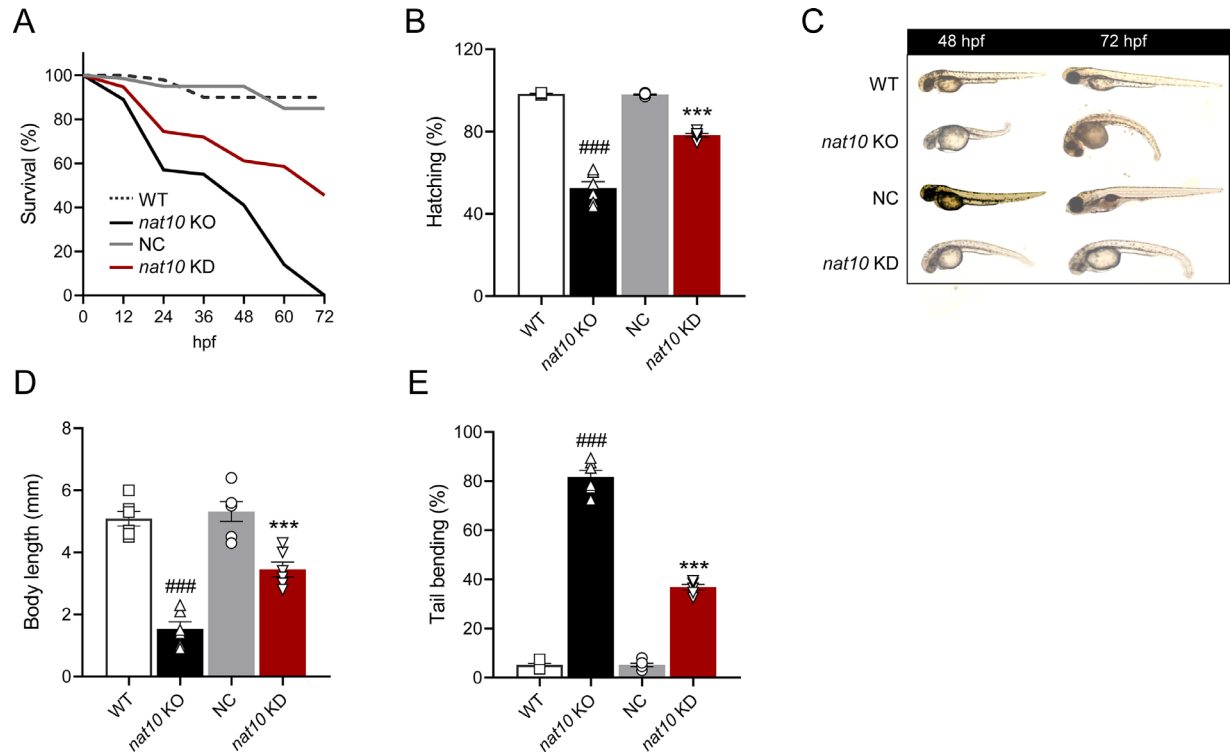 A
Survival (%)
100
80
60
40
20
0
WT
nat10 KO
NC
nat10 KD
0 12 24 36 48 60 72
hpf
B
Hatching (%)
120
80
40
0
###
***
WT nat10 KO NC nat10 KD
C
48 hpf 72 hpf
WT
nat10 KO
NC
nat10 KD
D
Body length (mm)
8
6
4
2
0
###
***
WT nat10 KO NC nat10 KD
E
Tail bending (%)
100
80
60
40
20
0
###
***
WT nat10 KO NC nat10 KD